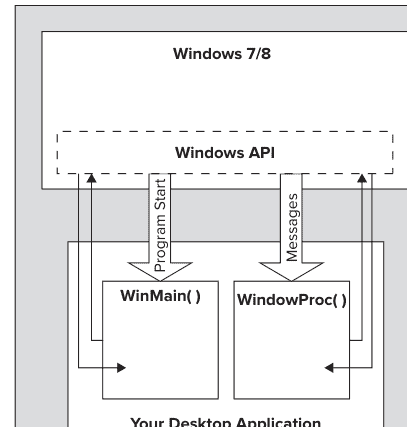 Windows 7/8
Windows API
Program Start
Messages
WinMain( )
WindowProc( )
Your Desktop Application